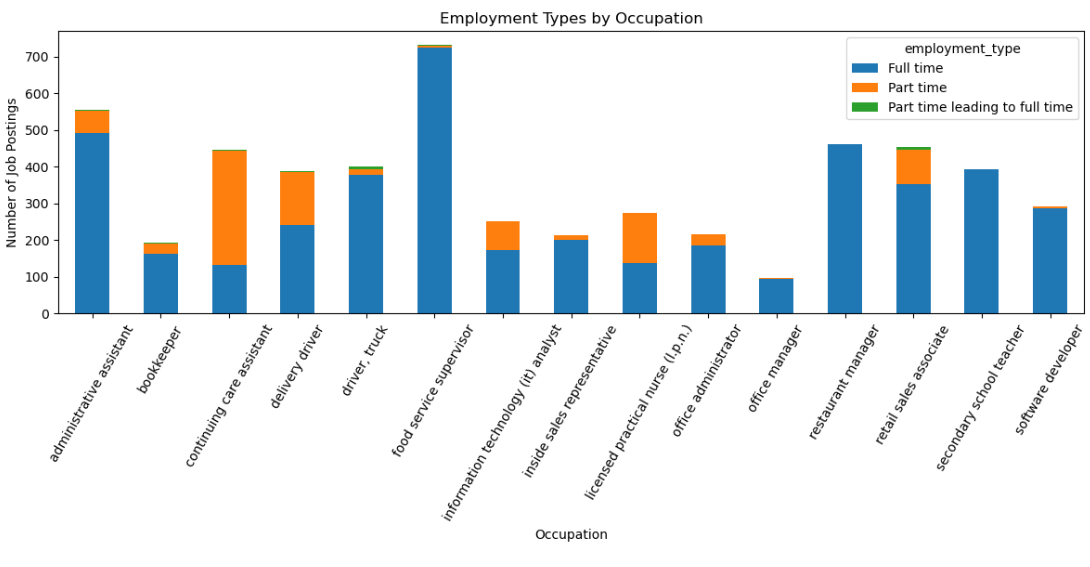 Employment Types by Occupation
Number of Job Postings
700
600
500
400
300
200
100
0
employment_type
Full time
Part time
Part time leading to full time
administrative assistant
bookkeeper
continuing care assistant
delivery driver
driver, truck
food service supervisor
information technology (it) analyst
inside sales representative
licensed practical nurse (l.p.n.)
office administrator
office manager
restaurant manager
retail sales associate
secondary school teacher
software developer
Occupation